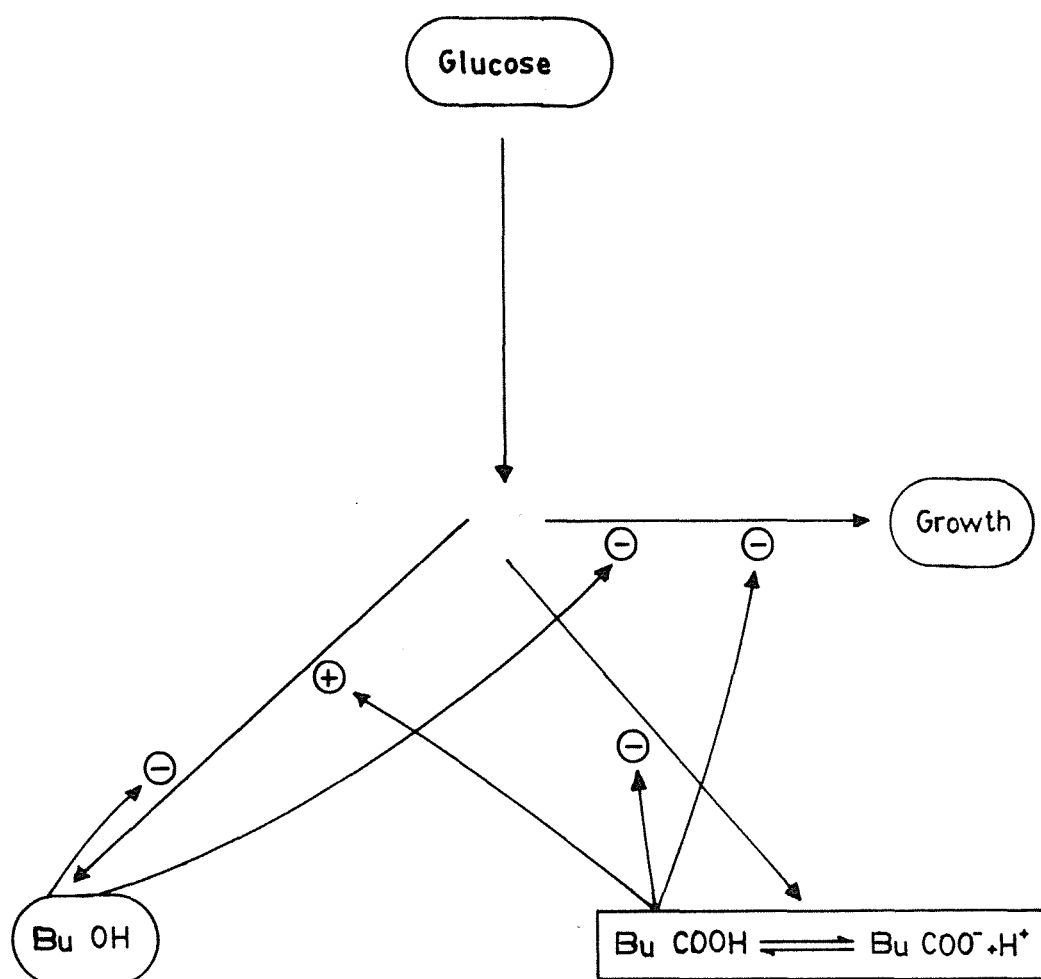 Glucose
Growth
⊖ ⊖
⊕
⊖
⊖
Bu OH
Bu COOH ⇌ Bu COO⁻ + H⁺